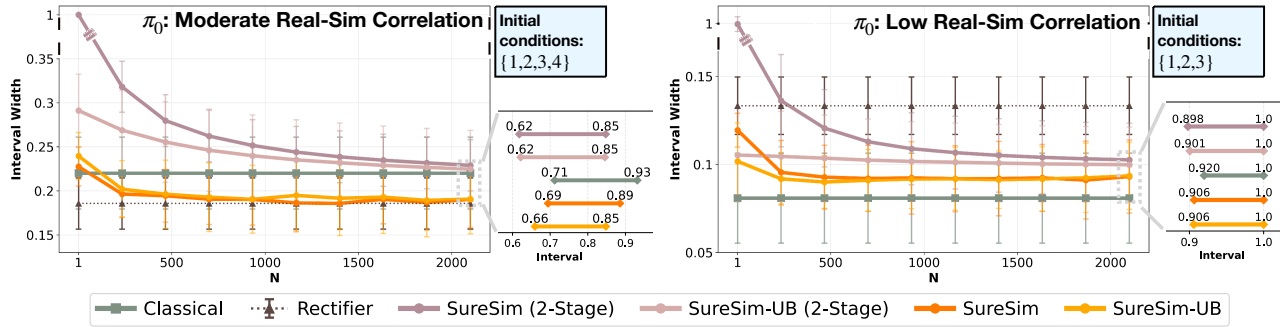 π₀: Moderate Real-Sim Correlation
Initial
conditions:
{1,2,3,4}
Interval Width
1
0.35
0.3
0.25
0.2
0.15
1
500
1000
1500
2000
N
0.62 0.85
0.62 0.85
0.71 0.93
0.69 0.89
0.66 0.85
0.6 0.7 0.8 0.9
Interval
π₀: Low Real-Sim Correlation
Initial
conditions:
{1,2,3}
Interval Width
1
0.15
0.1
0.05
1
500
1000
1500
2000
N
0.898 1.0
0.901 1.0
0.920 1.0
0.906 1.0
0.906 1.0
0.9 1.0
Interval
Classical Rectifier SureSim (2-Stage) SureSim-UB (2-Stage) SureSim SureSim-UB